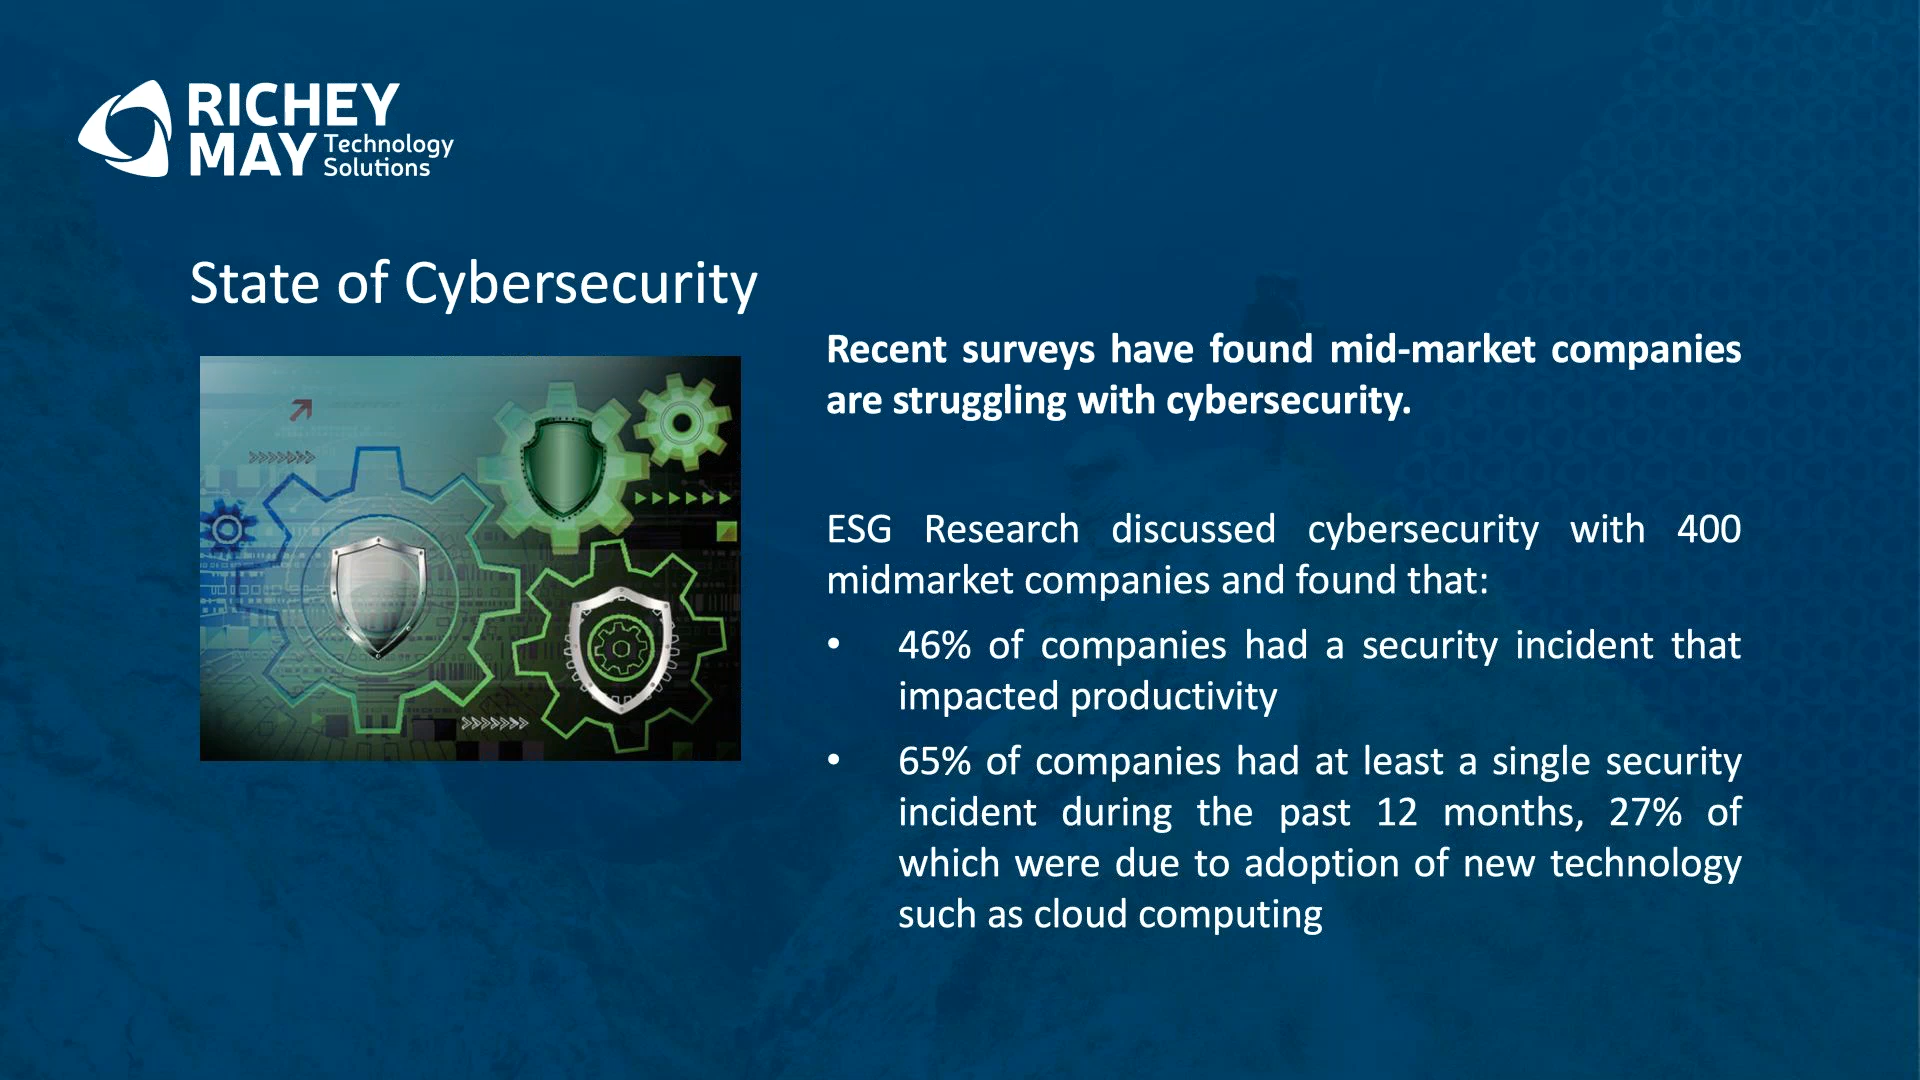 RICHEY
MAY Technology
Solutions
State of Cybersecurity
Recent surveys have found mid-market companies
are struggling with cybersecurity.
ESG Research discussed cybersecurity with 400
midmarket companies and found that:
• 46% of companies had a security incident that
impacted productivity
• 65% of companies had at least a single security
incident during the past 12 months, 27% of
which were due to adoption of new technology
such as cloud computing